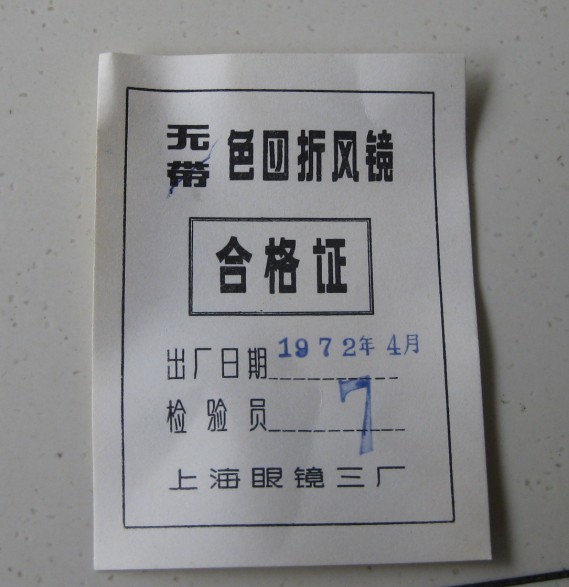 无
带 色四折风镜
合格证
出厂日期 1972年4月
检验员 7
上海眼镜三厂